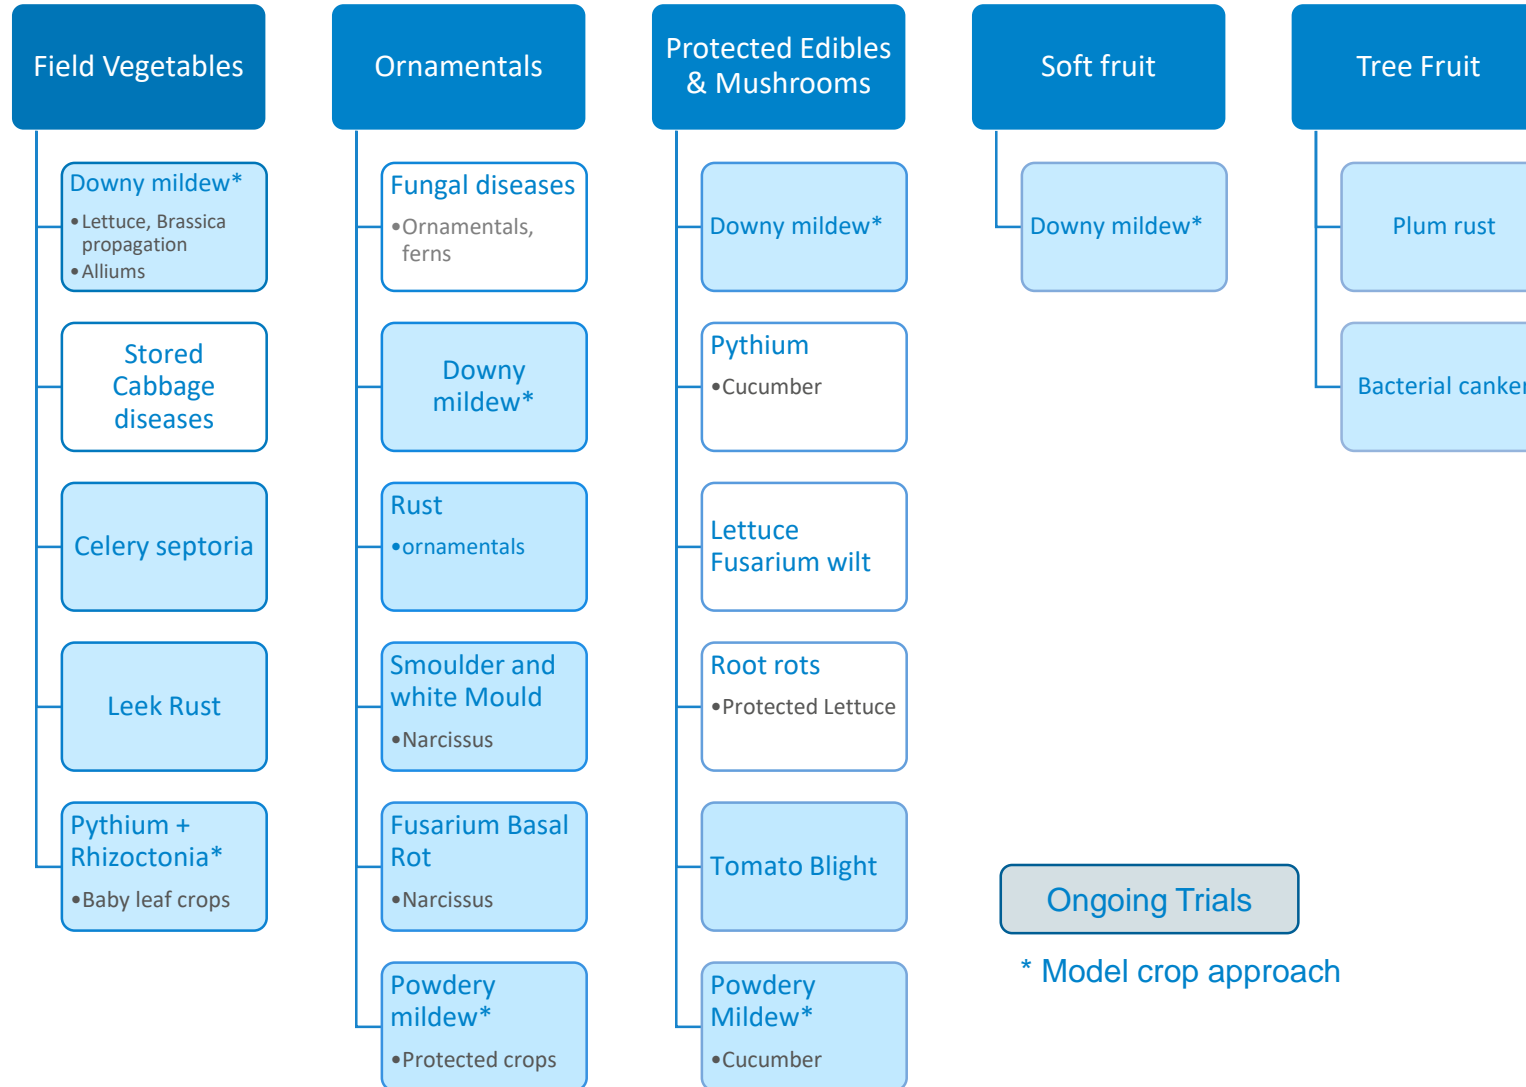 Field Vegetables
Downy mildew*
•Lettuce, Brassica
propagation
•Alliums
Stored
Cabbage
diseases
Celery septoria
Leek Rust
Pythium +
Rhizoctonia*
•Baby leaf crops
Ornamentals
Fungal diseases
•Ornamentals,
ferns
Downy
mildew*
Rust
•ornamentals
Smoulder and
white Mould
•Narcissus
Fusarium Basal
Rot
•Narcissus
Powdery
mildew*
•Protected crops
Protected Edibles
& Mushrooms
Downy mildew*
Pythium
•Cucumber
Lettuce
Fusarium wilt
Root rots
•Protected Lettuce
Tomato Blight
Powdery
Mildew*
•Cucumber
Soft fruit
Downy mildew*
Tree Fruit
Plum rust
Bacterial canker
Ongoing Trials
* Model crop approach